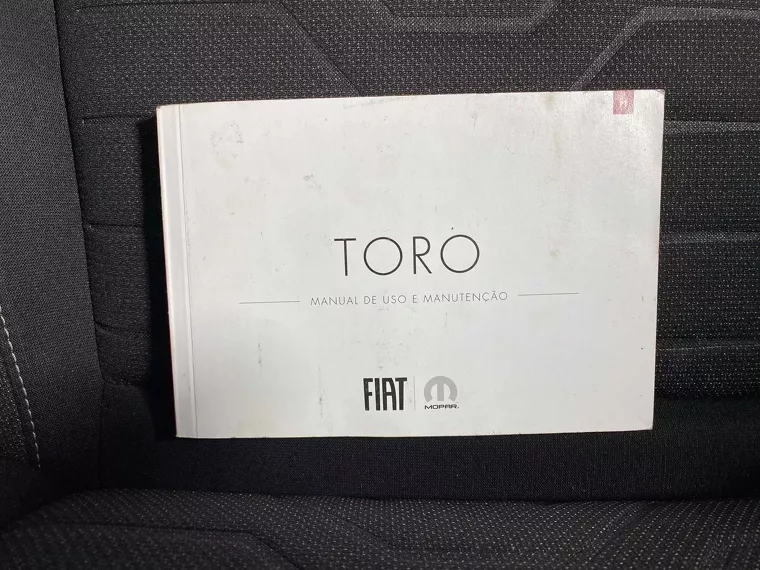 TORO
MANUAL DE USO E MANUTENÇÃO
FIAT
MOPAR.